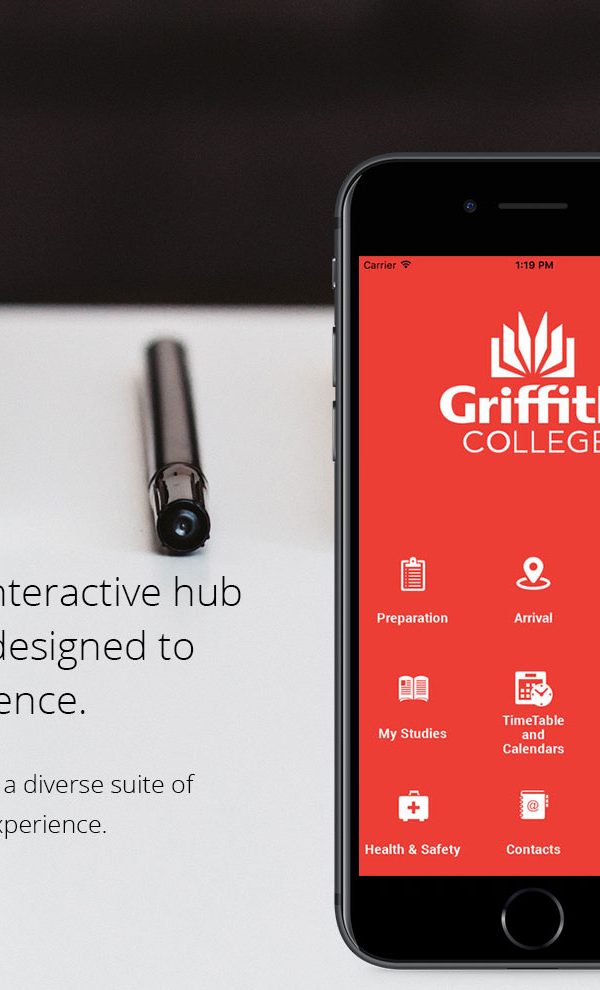 nteractive hub
designed to
ence.
a diverse suite of
xperience.
Carrier
1:19 PM
Griffith
COLLEGE
Preparation
Arrival
My Studies
TimeTable
and
Calendars
Health & Safety
@
Contacts